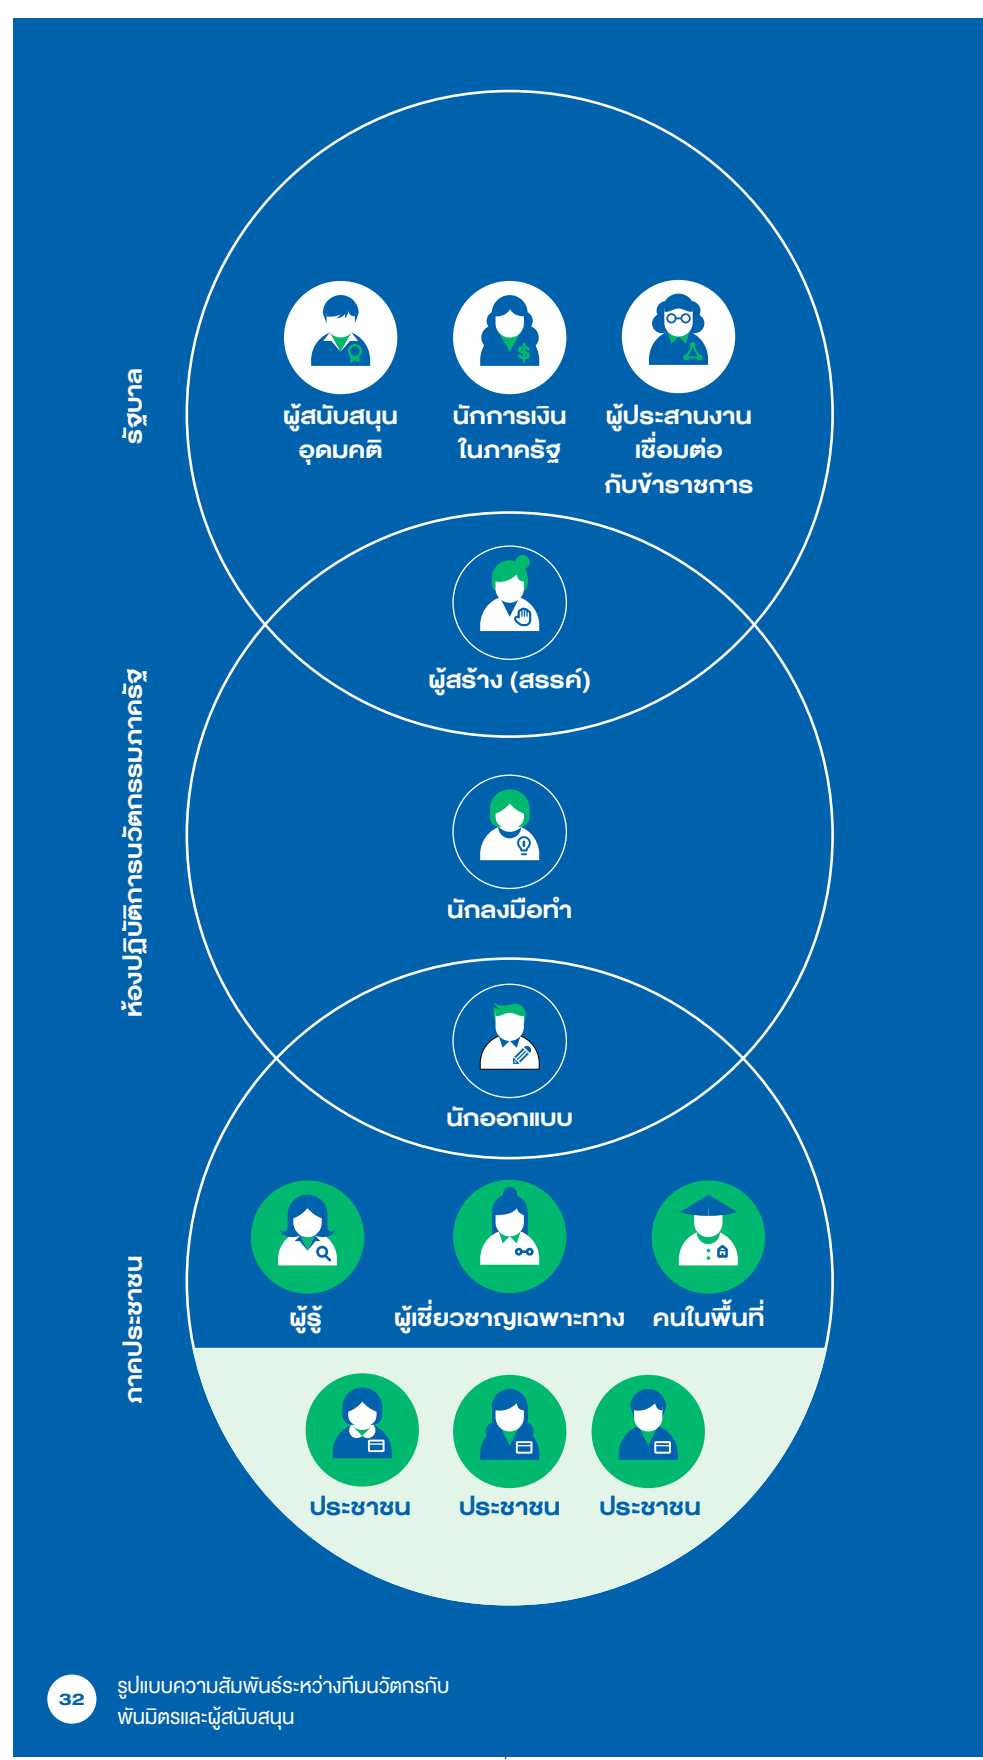 รัฐบาล
ผู้สนับสนุน
อุดมคติ
นักการเงิน
ในภาครัฐ
ผู้ประสานงาน
เชื่อมต่อ
กับข้าราชการ
ผู้สร้าง (สรรค์)
ห้องปฏิบัติการนวัตกรรมภาครัฐ
นักลงมือทำ
นักออกแบบ
ภาคประชาชน
ผู้รู้
ผู้เชี่ยวชาญเฉพาะทาง
คนในพื้นที่
ประชาชน
ประชาชน
ประชาชน
32
รูปแบบความสัมพันธ์ระหว่างทีมนวัตกรกับ
พันมิตรและผู้สนับสนุน